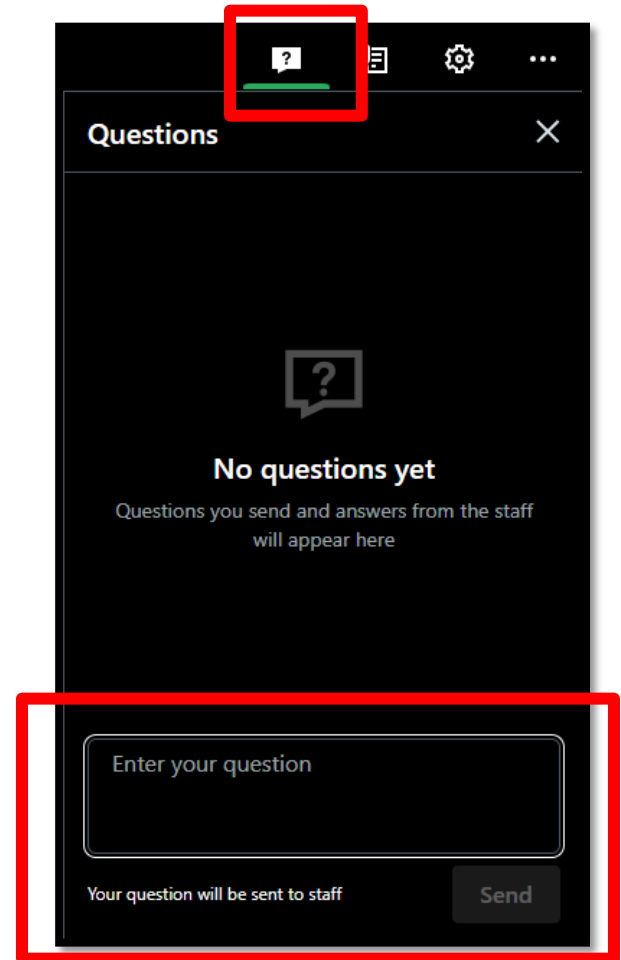 Questions
No questions yet
Questions you send and answers from the staff
will appear here
Enter your question
Your question will be sent to staff
Send